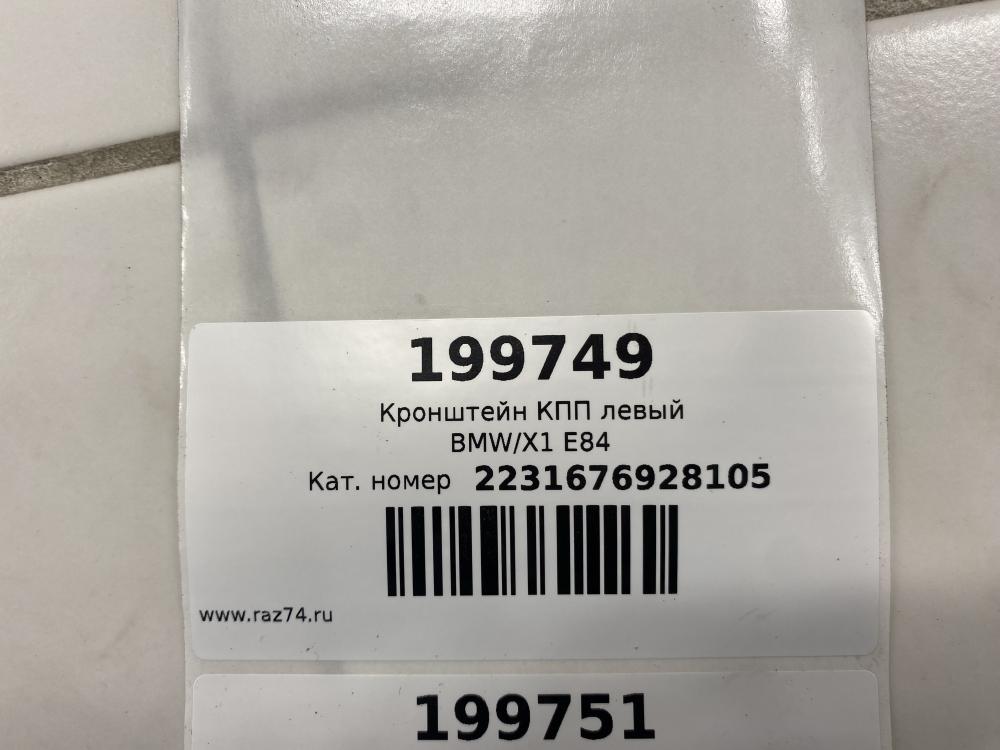 199749
Кронштейн КПП левый
BMW/X1 E84
Кат. номер 2231676928105
www.raz74.ru
199751